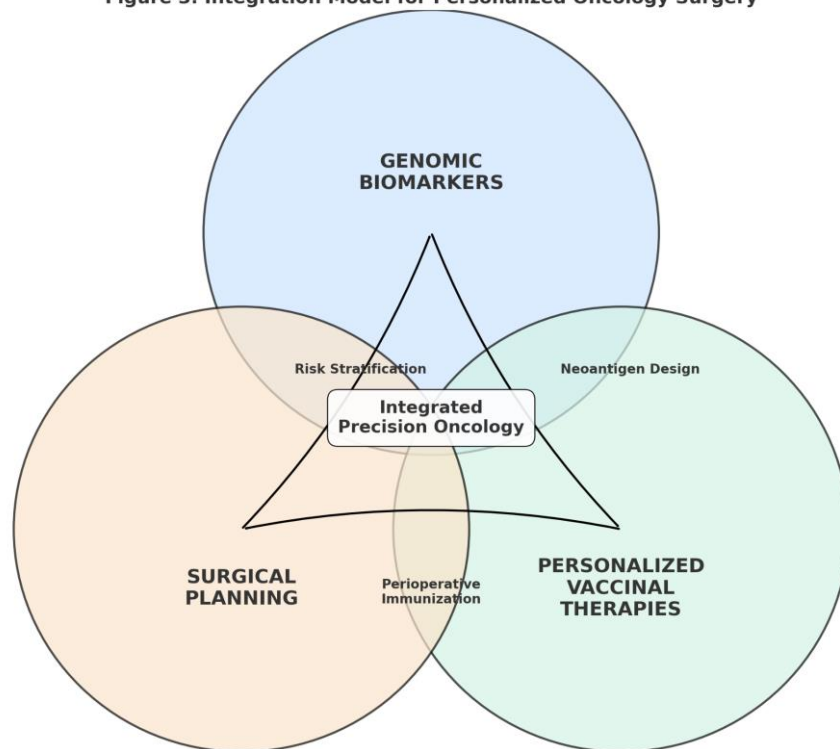 Figure 3: Integration Model for Personalized Oncology Surgery
GENOMIC
BIOMARKERS
Risk Stratification
Neoantigen Design
Integrated
Precision Oncology
SURGICAL
PLANNING
Perioperative
Immunization
PERSONALIZED
VACCINAL
THERAPIES